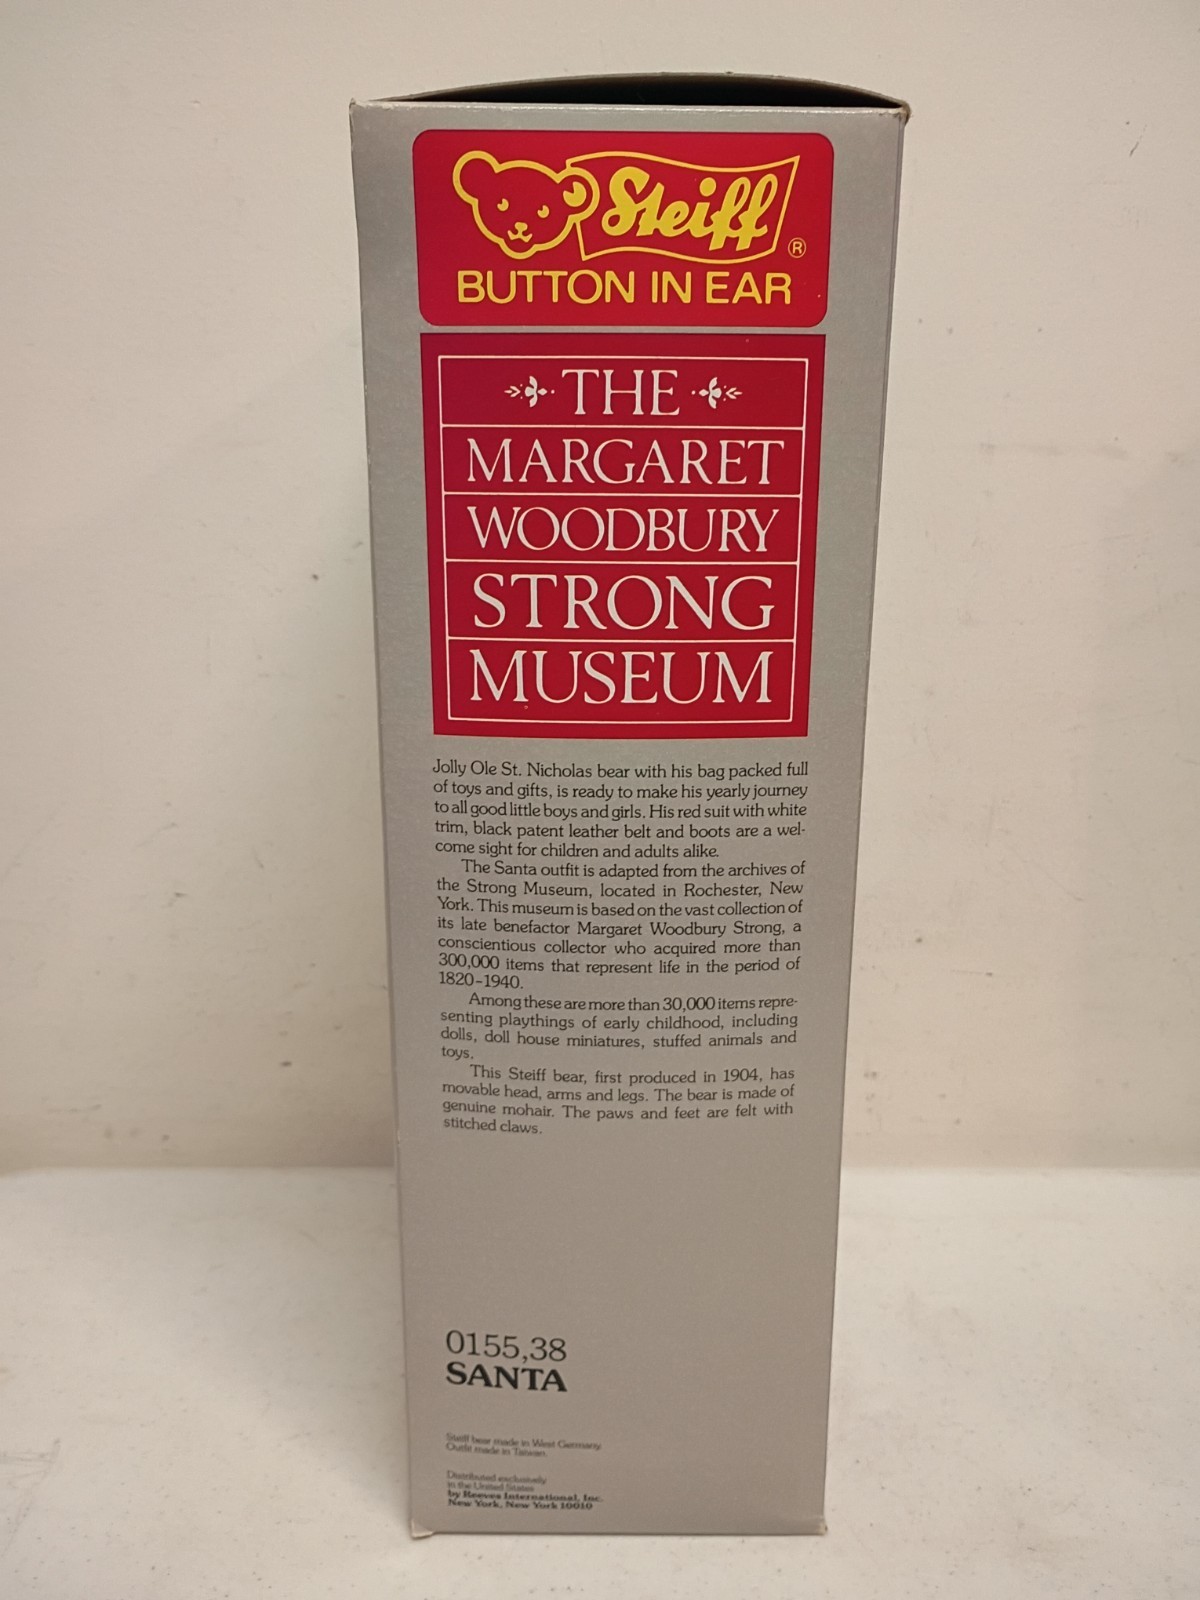 Steiff ®
BUTTON IN EAR
THE
MARGARET
WOODBURY
STRONG
MUSEUM
Jolly Ole St. Nicholas bear with his bag packed full
of toys and gifts, is ready to make his yearly journey
to all good little boys and girls. His red suit with white
trim, black patent leather belt and boots are a wel-
come sight for children and adults alike.
The Santa outfit is adapted from the archives of
the Strong Museum, located in Rochester, New
York. This museum is based on the vast collection of
its late benefactor Margaret Woodbury Strong, a
conscientious collector who acquired more than
300,000 items that represent life in the period of
1820-1940.
Among these are more than 30,000 items repre-
senting playthings of early childhood, including
dolls, doll house miniatures, stuffed animals and
toys.
This Steiff bear, first produced in 1904, has
movable head, arms and legs. The bear is made of
genuine mohair. The paws and feet are felt with
stitched claws.
0155,38
SANTA
Steiff bear made in West Germany
Outfit made in Taiwan.
Distributed exclusively
in the United States
by Reeves International, Inc.
New York, New York 10010